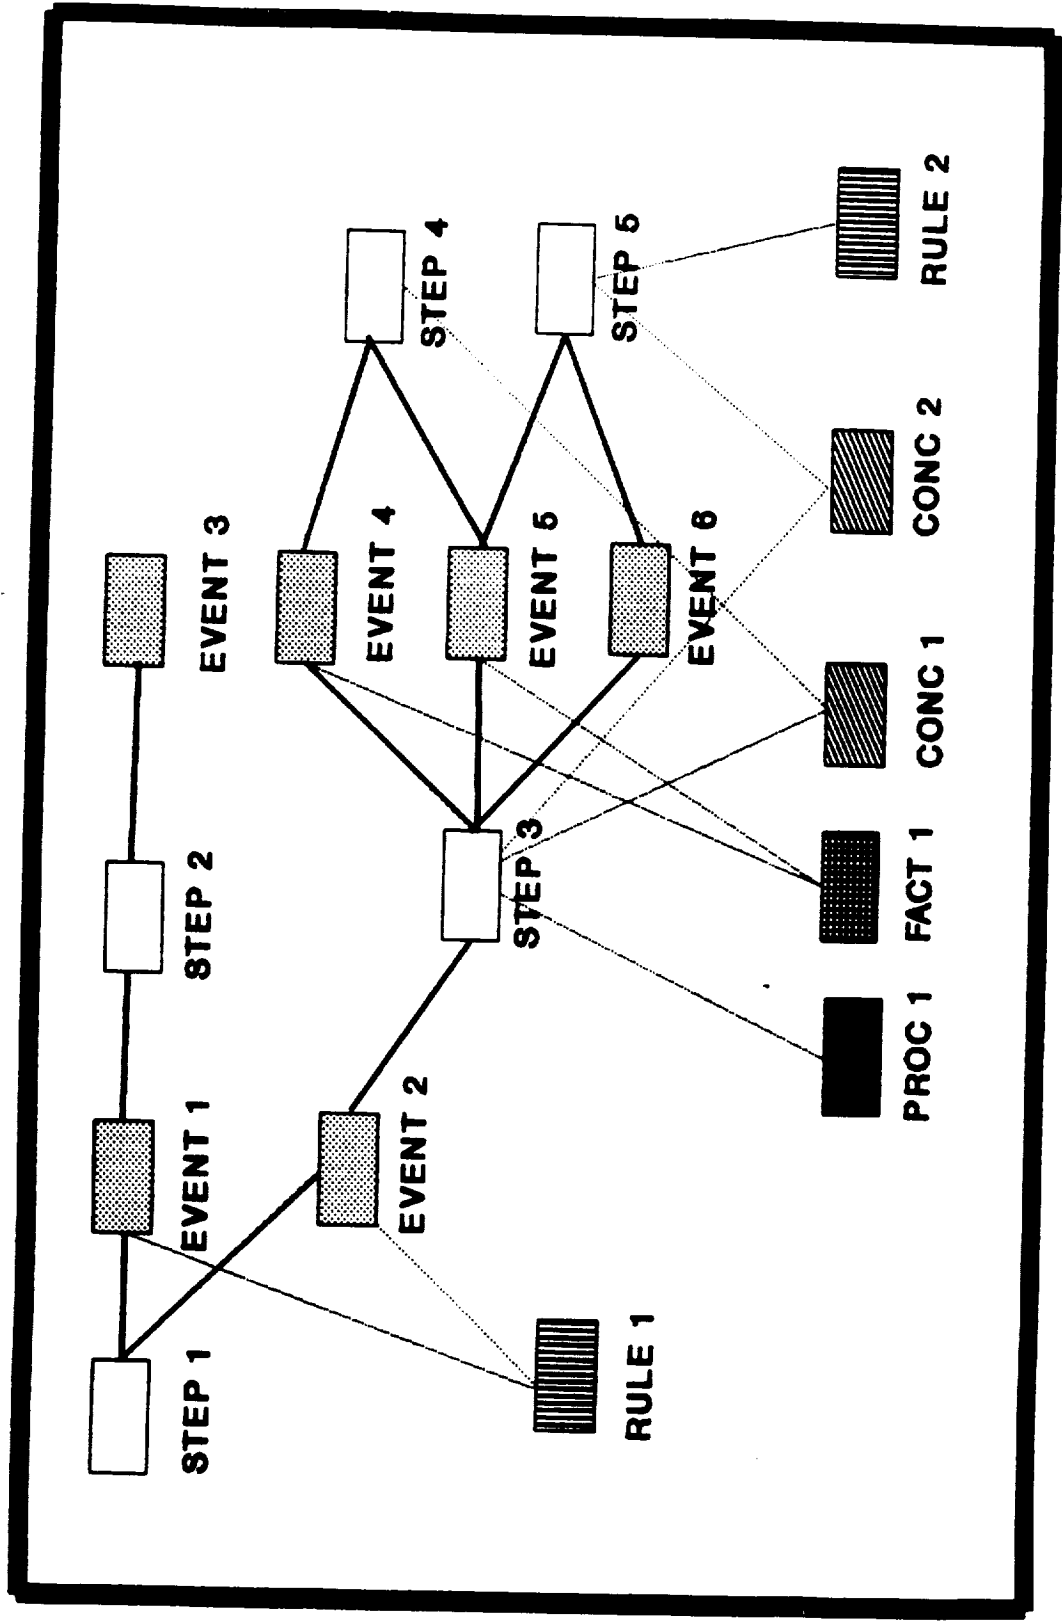 STEP 1
EVENT 1
STEP 2
EVENT 3
EVENT 2
STEP 3
EVENT 4
EVENT 5
EVENT 6
STEP 4
STEP 5
RULE 1
PROC 1
FACT 1
CONC 1
CONC 2
RULE 2